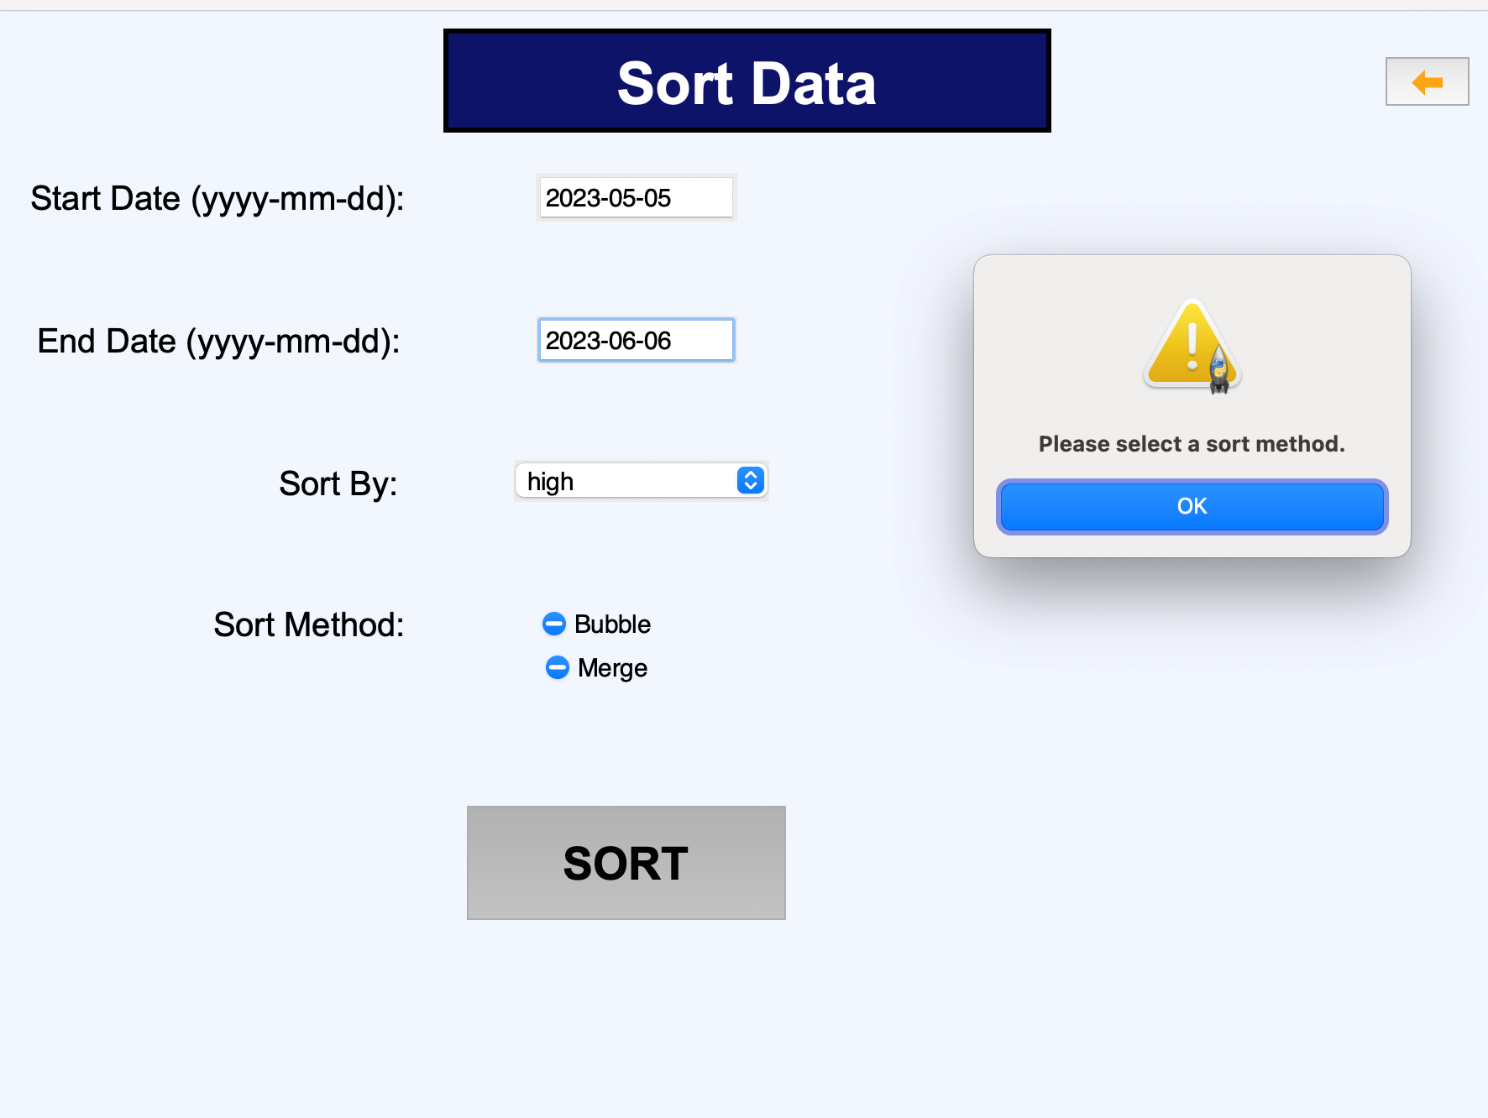 Sort Data
Start Date (yyyy-mm-dd):
2023-05-05
End Date (yyyy-mm-dd):
2023-06-06
Please select a sort method.
OK
Sort By:
high
Sort Method:
Bubble
Merge
SORT